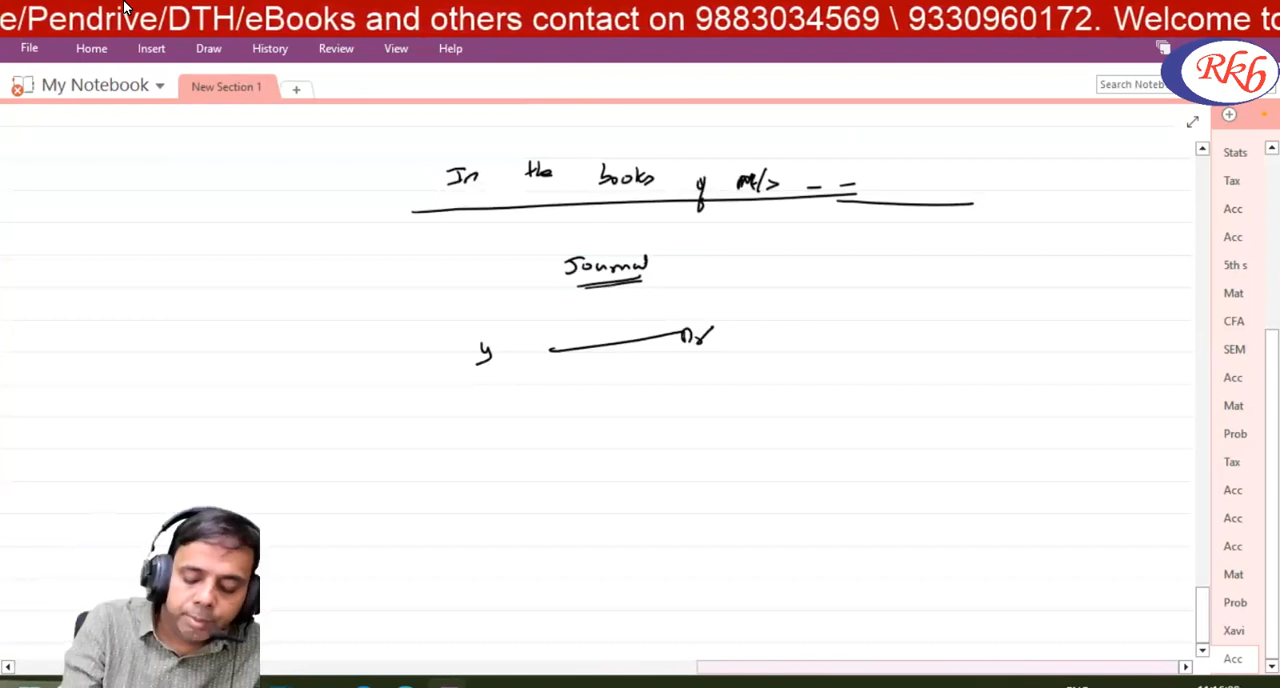 e/Pendrive/DTH/eBooks and others contact on 9883034569 \ 9330960172. Welcome to
File Home Insert Draw History Review View Help
Rkb
My Notebook New Section 1 + Search Noteb
In the books of M/s - =
Journal
y Dr
Stats
Tax
Acc
Acc
5th s
Mat
CFA
SEM
Acc
Mat
Prob
Tax
Acc
Acc
Acc
Mat
Prob
Xavi
Acc